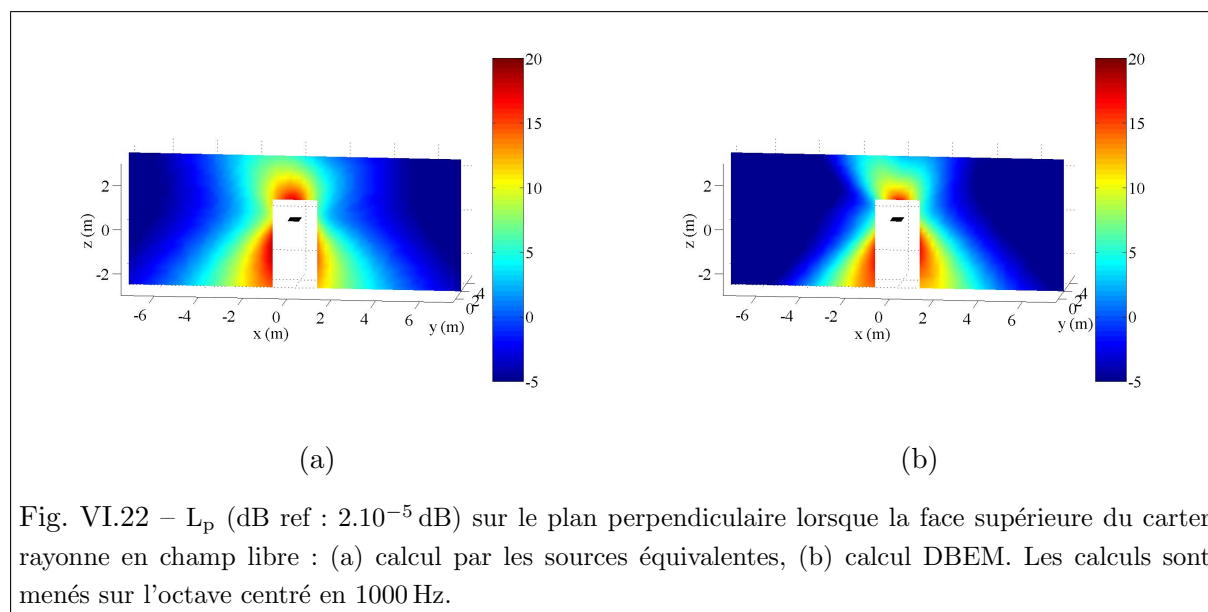 20
15
10
5
0
-5
2
0
-2
z (m)
-6 -4 -2 0 2 4 6
x (m)
y (m)
0 2 4
20
15
10
5
0
-5
2
0
-2
z (m)
-6 -4 -2 0 2 4 6
x (m)
y (m)
0 2 4
(a) (b)
Fig. VI.22 – Lp (dB ref : 2.10−5 dB) sur le plan perpendiculaire lorsque la face supérieure du carter
rayonne en champ libre : (a) calcul par les sources équivalentes, (b) calcul DBEM. Les calculs sont
menés sur l'octave centré en 1000 Hz.